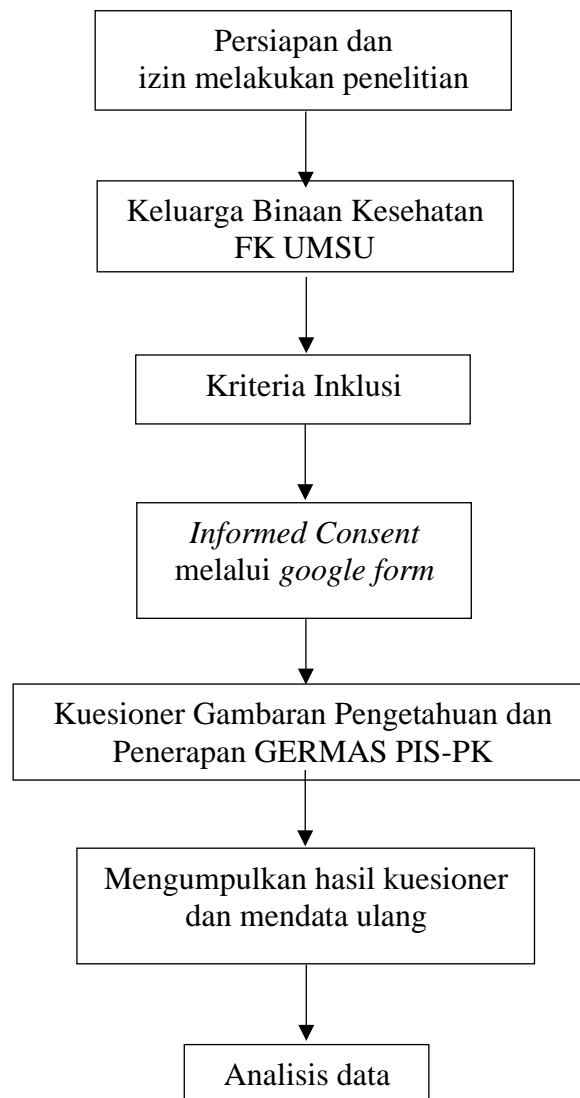 Persiapan dan
izin melakukan penelitian
Keluarga Binaan Kesehatan
FK UMSU
Kriteria Inklusi
Informed Consent
melalui google form
Kuesioner Gambaran Pengetahuan dan
Penerapan GERMAS PIS-PK
Mengumpulkan hasil kuesioner
dan mendata ulang
Analisis data